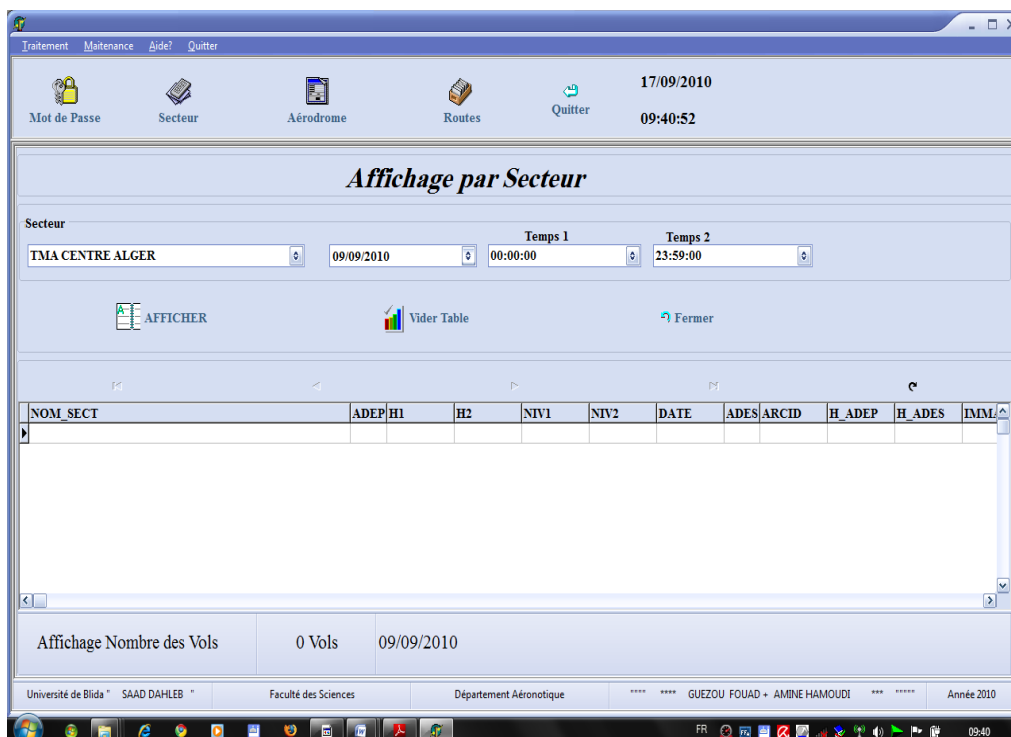 Traitement Maitenance Aide? Quitter
Mot de Passe Secteur Aérodrome Routes Quitter
17/09/2010
09:40:52
Affichage par Secteur
Secteur
Temps 1 Temps 2
TMA CENTRE ALGER 09/09/2010 00:00:00 23:59:00
AFFICHER Vider Table Fermer
NOM_SECT ADEP H1 H2 NIV1 NIV2 DATE ADES ARCID H_ADEP H_ADES IMMA
Affichage Nombre des Vols 0 Vols 09/09/2010
Université de Blida " SAAD DAHLEB " Faculté des Sciences Département Aéronotique """" **** GUEZOU FOUAD + AMINE HAMOUDI *** """"" Année 2010
FR 09:40